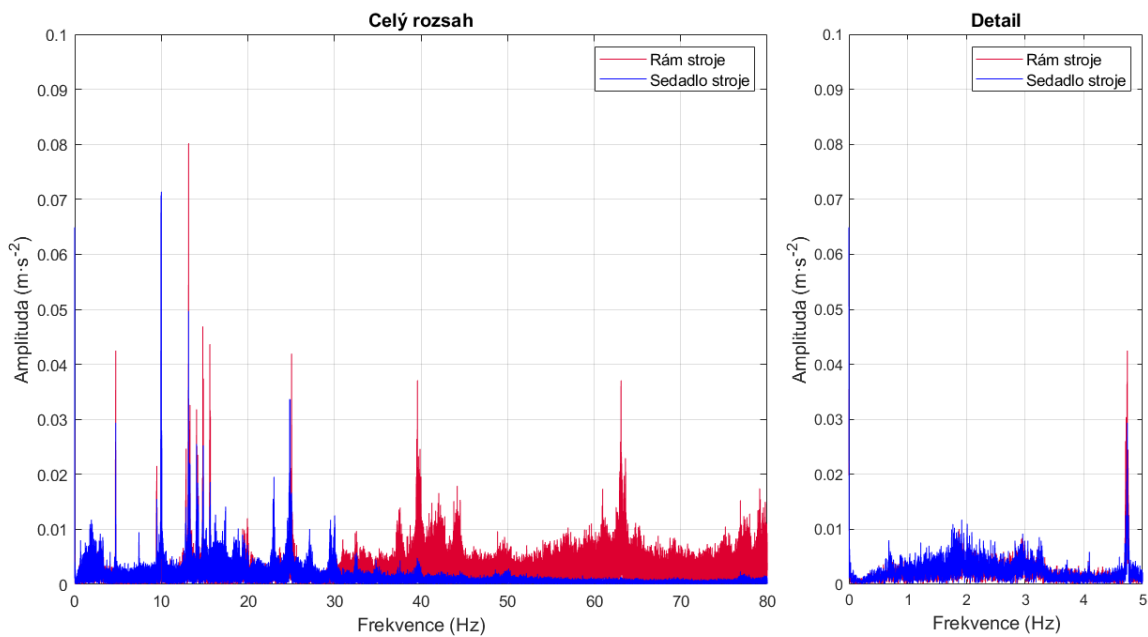 Celý rozsah
Amplituda (m·s⁻²)
0.1
0.09
0.08
0.07
0.06
0.05
0.04
0.03
0.02
0.01
0
Rám stroje
Sedadlo stroje
0 10 20 30 40 50 60 70 80
Frekvence (Hz)
Detail
Amplituda (m·s⁻²)
0.1
0.09
0.08
0.07
0.06
0.05
0.04
0.03
0.02
0.01
0
Rám stroje
Sedadlo stroje
0 1 2 3 4 5
Frekvence (Hz)